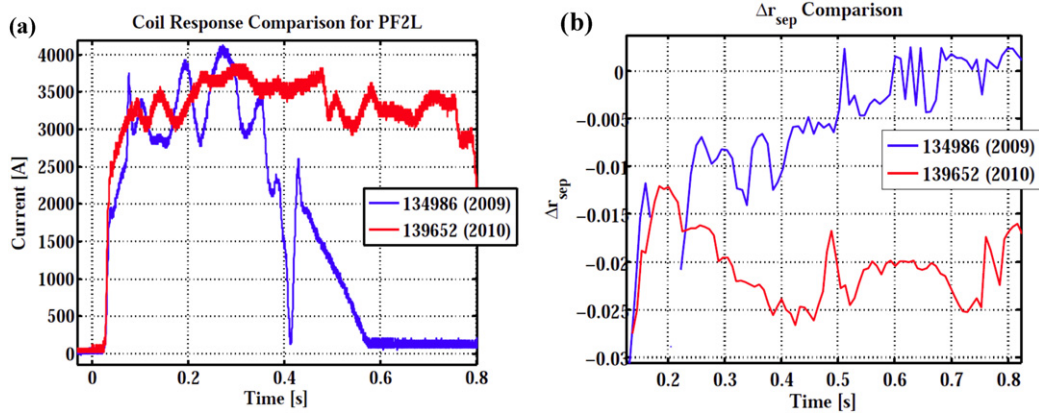 (a)
Coil Response Comparison for PF2L
Current [A]
4000
3500
3000
2500
2000
1500
1000
500
0
134986 (2009)
139652 (2010)
0 0.2 0.4 0.6 0.8
Time [s]
(b)
Δr_sep Comparison
Δr_sep
0
−0.005
−0.01
−0.015
−0.02
−0.025
−0.03
134986 (2009)
139652 (2010)
0.2 0.3 0.4 0.5 0.6 0.7 0.8
Time [s]